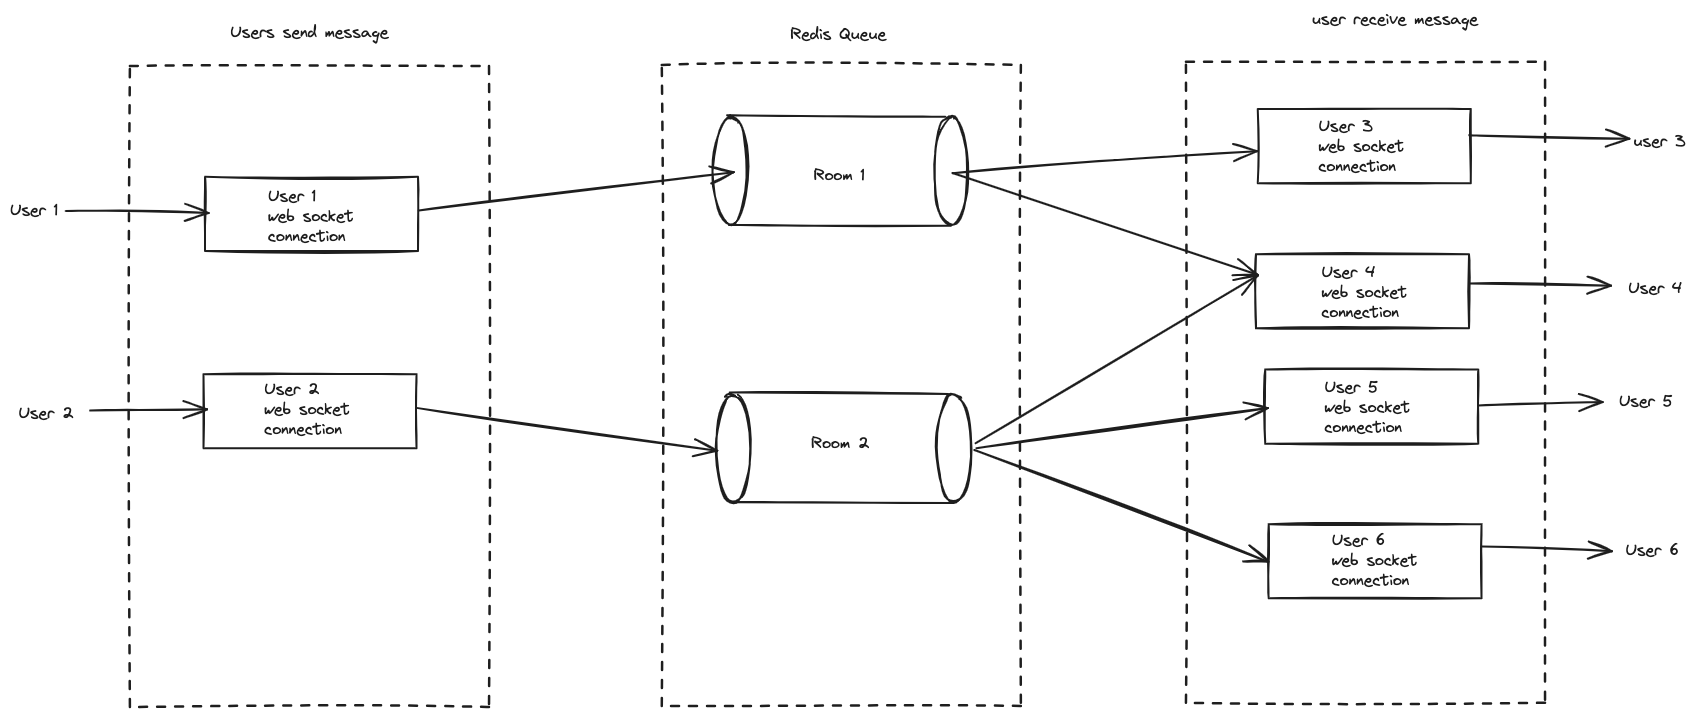 Users send message
Redis Queue
user receive message
User 1
User 1
web socket
connection
Room 1
User 3
web socket
connection
user 3
User 4
web socket
connection
User 4
User 2
User 2
web socket
connection
Room 2
User 5
web socket
connection
User 5
User 6
web socket
connection
User 6